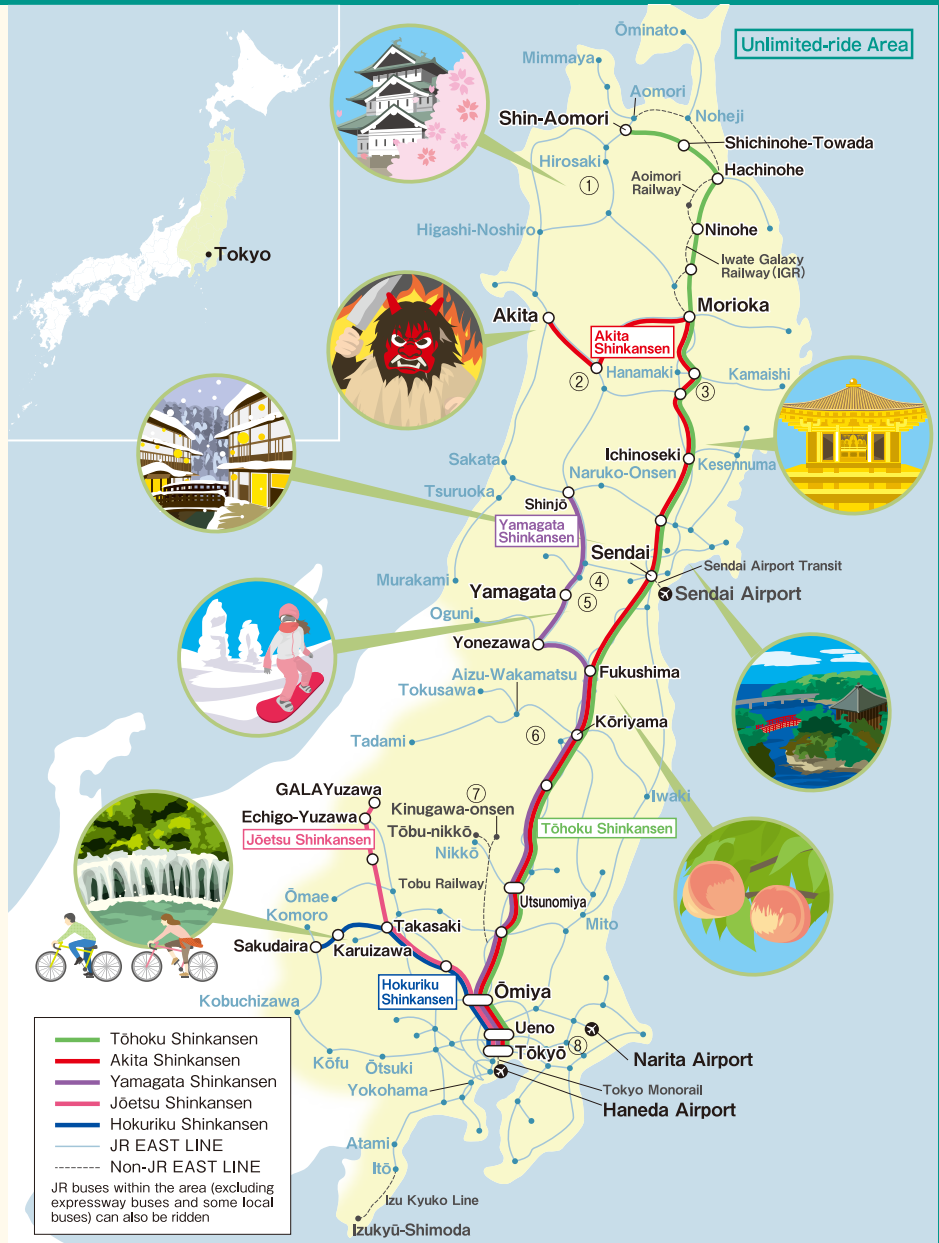 Unlimited-ride Area
Ōminato
Mimmaya
Aomori
Noheji
Shin-Aomori
Shichinohe-Towada
Hirosaki
Hachinohe
Aoimori
Railway
①
Higashi-Noshiro
Ninohe
Tokyo
Iwate Galaxy
Railway(IGR)
Morioka
Akita
Akita
Shinkansen
②
Hanamaki
③
Kamaishi
Ichinoseki
Sakata
Naruko-Onsen
Kesennuma
Tsuruoka
Shinjō
Yamagata
Shinkansen
Sendai
Sendai Airport Transit
Murakami
④
Yamagata
⑤
Sendai Airport
Oguni
Yonezawa
Fukushima
Aizu-Wakamatsu
Tokusawa
Kōriyama
Tadami
⑥
GALAYuzawa
⑦
Iwaki
Kinugawa-onsen
Echigo-Yuzawa
Jōetsu Shinkansen
Tōbu-nikkō
Tōhoku Shinkansen
Nikkō
Tobu Railway
Ōmae
Utsunomiya
Komoro
Mito
Takasaki
Sakudaira
Karuizawa
Hokuriku
Shinkansen
Ōmiya
Kobuchizawa
Ueno
Tōkyō
⑧
Narita Airport
Kōfu
Ōtsuki
Yokohama
Tokyo Monorail
Haneda Airport
Atami
Itō
Izu Kyuko Line
Izukyū-Shimoda
Tōhoku Shinkansen
Akita Shinkansen
Yamagata Shinkansen
Jōetsu Shinkansen
Hokuriku Shinkansen
JR EAST LINE
Non-JR EAST LINE
JR buses within the area (excluding
expressway buses and some local
buses) can also be ridden